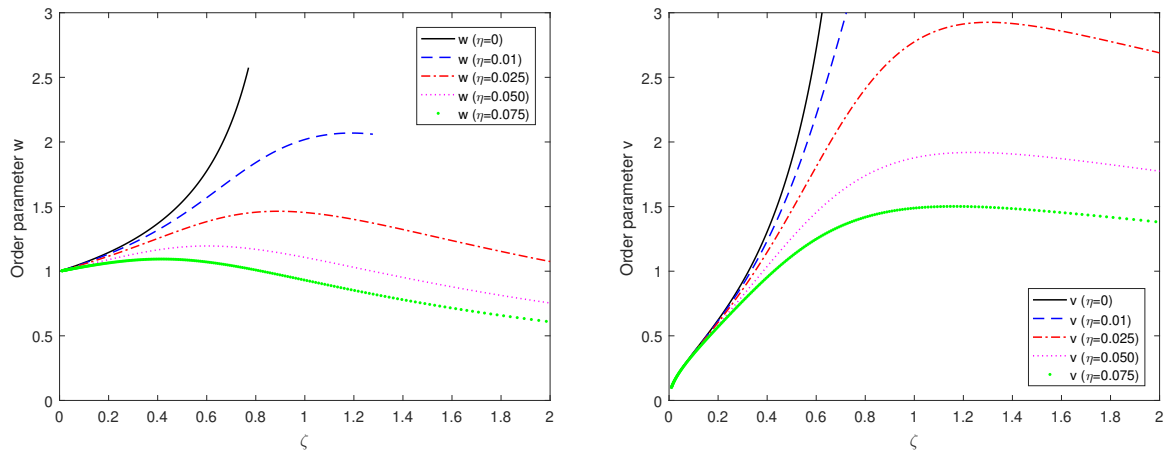 3
2.5
2
1.5
1
0.5
0
Order parameter w
w (η=0)
w (η=0.01)
w (η=0.025)
w (η=0.050)
w (η=0.075)
0 0.2 0.4 0.6 0.8 1 1.2 1.4 1.6 1.8 2
ζ
3
2.5
2
1.5
1
0.5
0
Order parameter v
v (η=0)
v (η=0.01)
v (η=0.025)
v (η=0.050)
v (η=0.075)
0 0.2 0.4 0.6 0.8 1 1.2 1.4 1.6 1.8 2
ζ